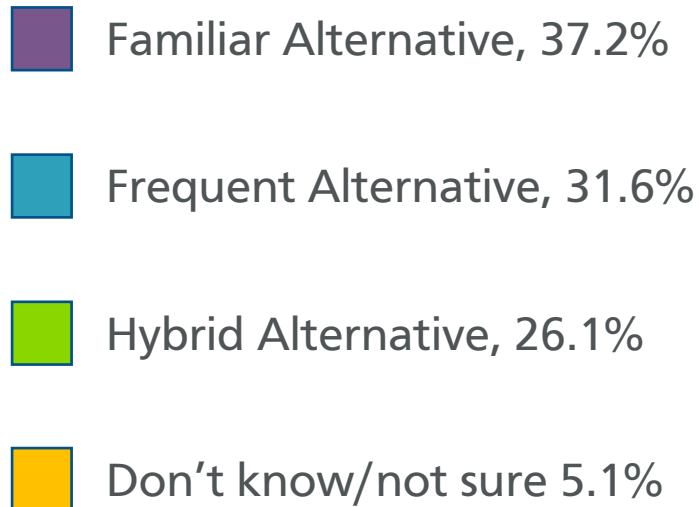 Familiar Alternative, 37.2%
Frequent Alternative, 31.6%
Hybrid Alternative, 26.1%
Don’t know/not sure 5.1%